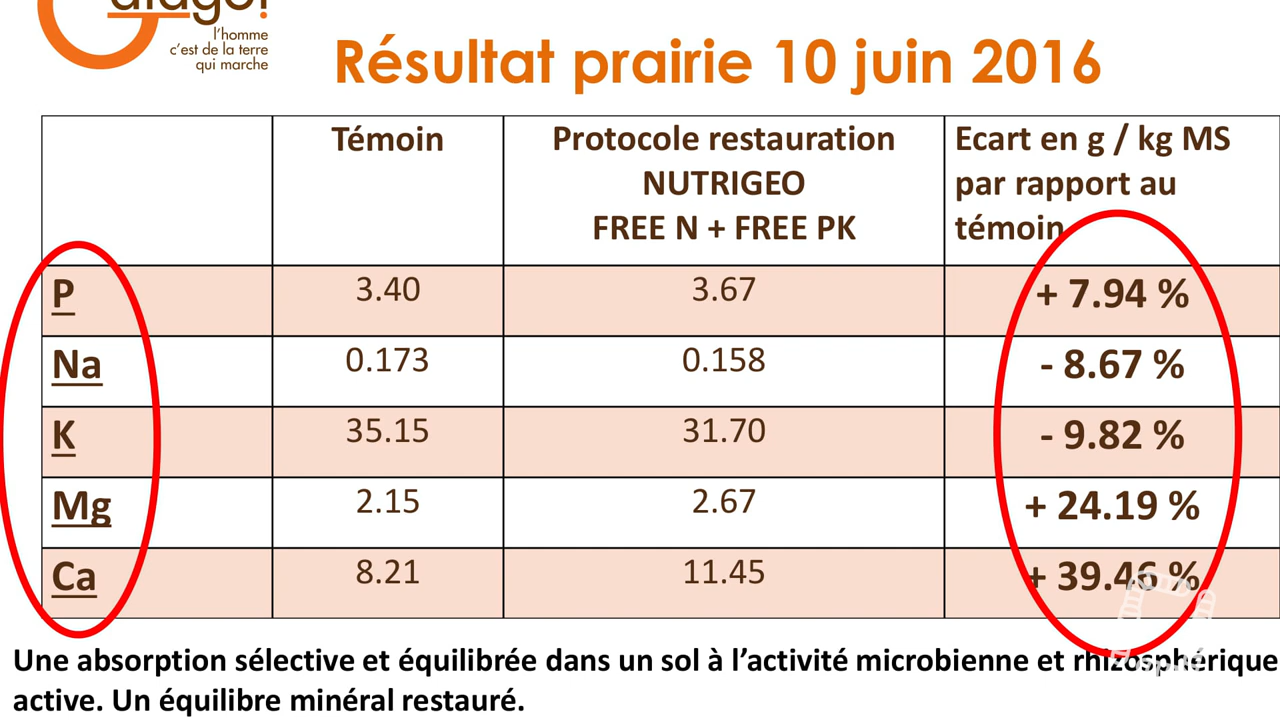 l'homme
c'est de la terre
qui marche
Résultat prairie 10 juin 2016
Témoin
Protocole restauration
NUTRIGEO
FREE N + FREE PK
Ecart en g / kg MS
par rapport au
témoin
P 3.40 3.67 + 7.94 %
Na 0.173 0.158 - 8.67 %
K 35.15 31.70 - 9.82 %
Mg 2.15 2.67 + 24.19 %
Ca 8.21 11.45 + 39.46 %
Une absorption sélective et équilibrée dans un sol à l'activité microbienne et rhizosphérique
active. Un équilibre minéral restauré.